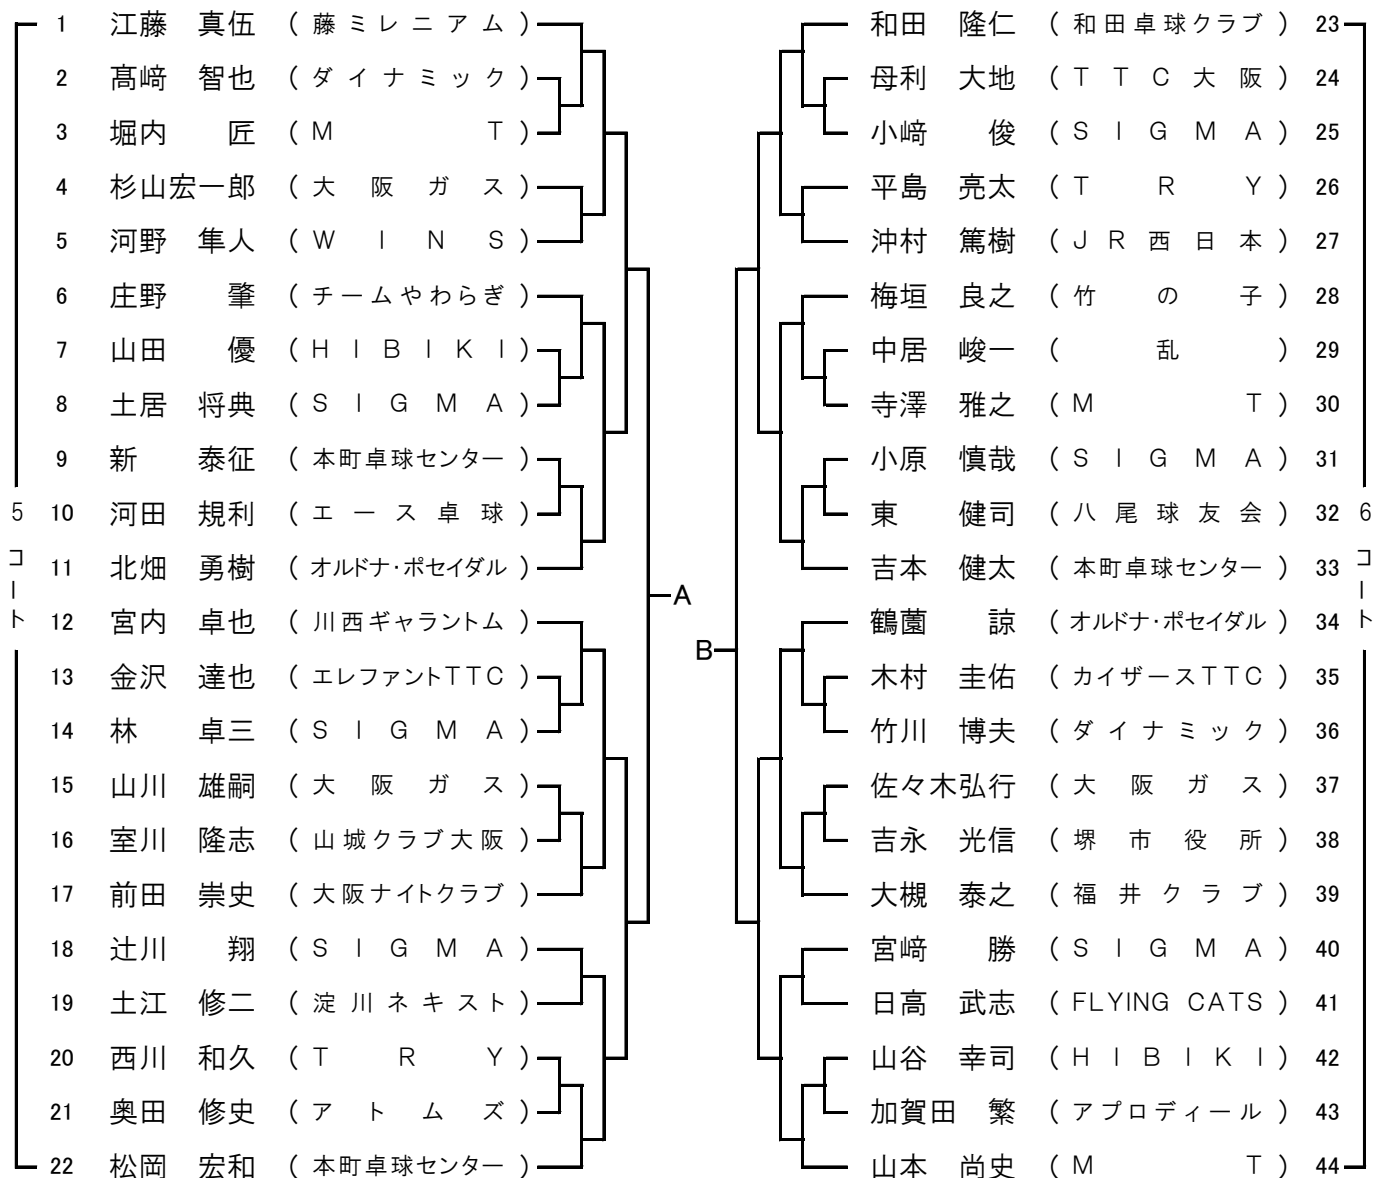 1 江藤 真伍 (藤ミレニアム)
2 髙﨑 智也 (ダイナミック)
3 堀内 匠 (MT)
4 杉山宏一郎 (大阪ガス)
5 河野 隼人 (WINS)
6 庄野 肇 (チームやわらぎ)
7 山田 優 (HIBIKI)
8 土居 将典 (SIGMA)
9 新 泰征 (本町卓球センター)
10 河田 規利 (エース卓球)
11 北畑 勇樹 (オルドナ・ポセイダル)
12 宮内 卓也 (川西ギャラントム)
13 金沢 達也 (エレファントTTC)
14 林 卓三 (SIGMA)
15 山川 雄嗣 (大阪ガス)
16 室川 隆志 (山城クラブ大阪)
17 前田 崇史 (大阪ナイトクラブ)
18 辻川 翔 (SIGMA)
19 土江 修二 (淀川ネキスト)
20 西川 和久 (TRY)
21 奥田 修史 (アトムズ)
22 松岡 宏和 (本町卓球センター)
5コート
A
B
和田 隆仁 (和田卓球クラブ) 23
母利 大地 (TTC大阪) 24
小﨑 俊 (SIGMA) 25
平島 亮太 (TRY) 26
沖村 篤樹 (JR西日本) 27
梅垣 良之 (竹の子) 28
中居 峻一 (乱) 29
寺澤 雅之 (MT) 30
小原 慎哉 (SIGMA) 31
東 健司 (八尾球友会) 32
吉本 健太 (本町卓球センター) 33
鶴薗 諒 (オルドナ・ポセイダル) 34
木村 圭佑 (カイザースTTC) 35
竹川 博夫 (ダイナミック) 36
佐々木弘行 (大阪ガス) 37
吉永 光信 (堺市役所) 38
大槻 泰之 (福井クラブ) 39
宮﨑 勝 (SIGMA) 40
日高 武志 (FLYING CATS) 41
山谷 幸司 (HIBIKI) 42
加賀田 繁 (アプロディール) 43
山本 尚史 (MT) 44
6コート